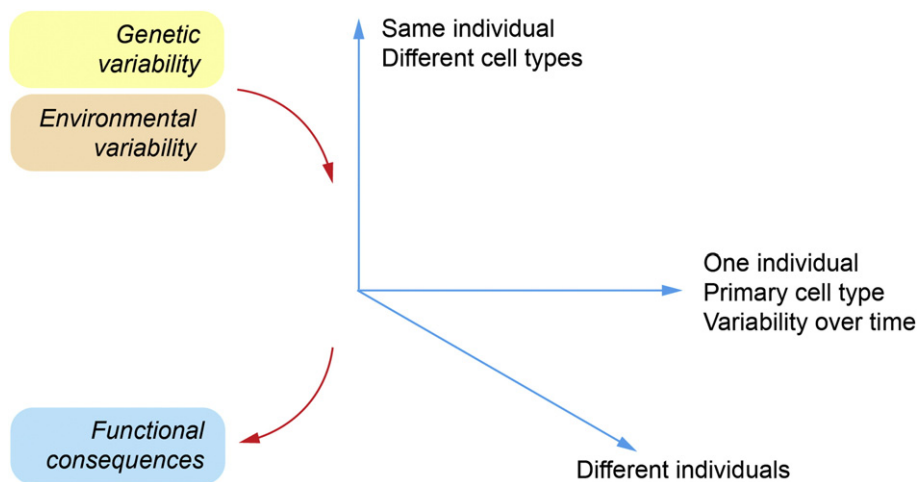 Genetic
variability
Environmental
variability
Same individual
Different cell types
One individual
Primary cell type
Variability over time
Functional
consequences
Different individuals